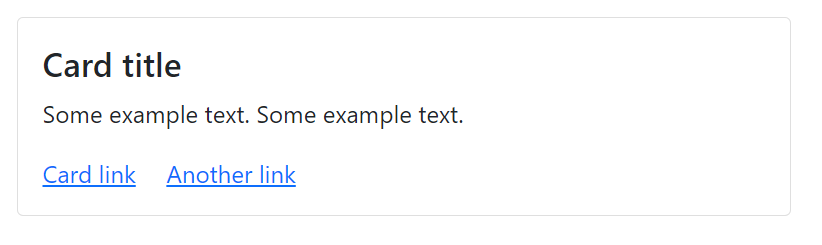 Card title
Some example text. Some example text.
Card link Another link